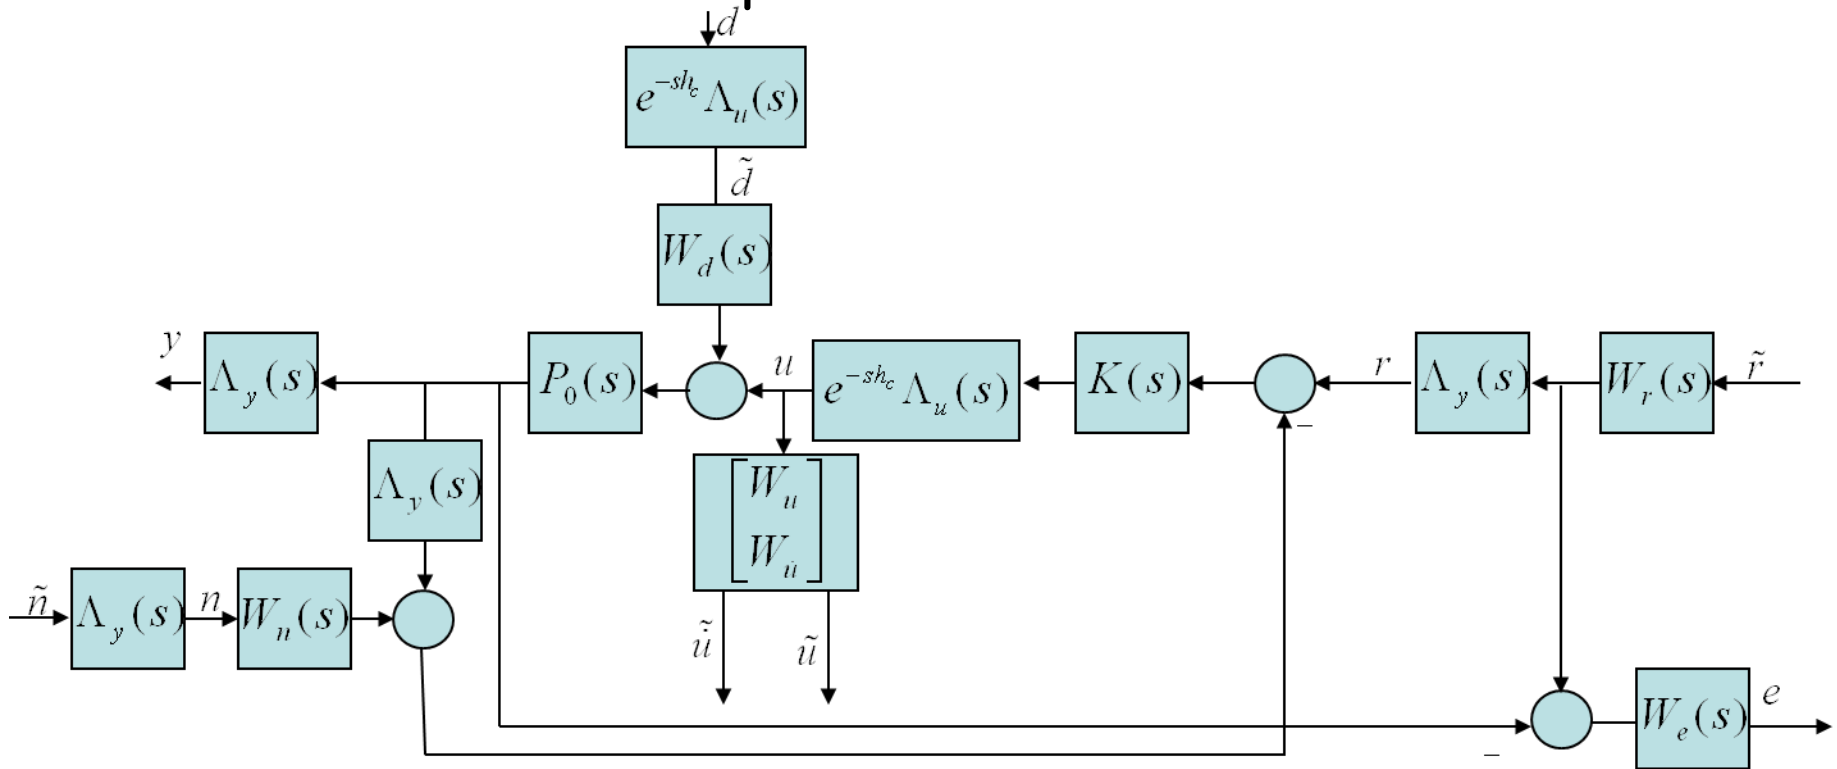 d
e^{-sh_c} Λ_u(s)
d̃
W_d(s)
y
Λ_y(s)
P_0(s)
u
e^{-sh_c} Λ_u(s)
K(s)
r
Λ_y(s)
W_r(s)
r̃
−
Λ_y(s)
[W_u
W_u̇]
ñ
Λ_y(s)
n
W_n(s)
ũ̇
ũ
−
W_e(s)
e